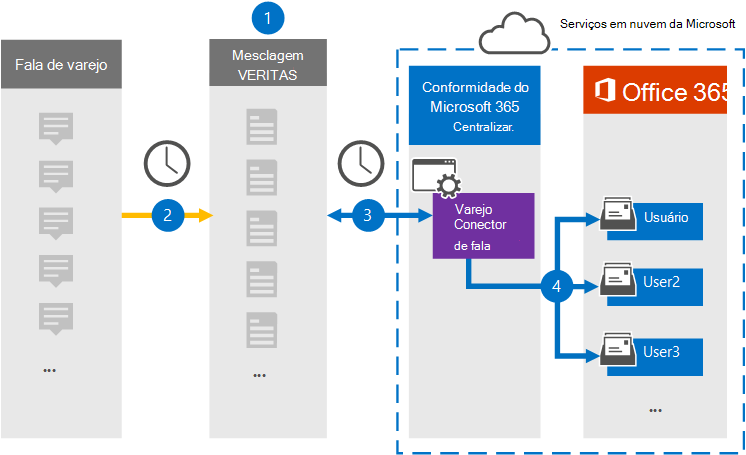 1
Serviços em nuvem da Microsoft
Fala de varejo
Mesclagem
VERITAS
Conformidade do
Microsoft 365
Centralizar.
Office 365
2
3
Varejo
Conector
de fala
4
Usuário
User2
User3
...
...
...